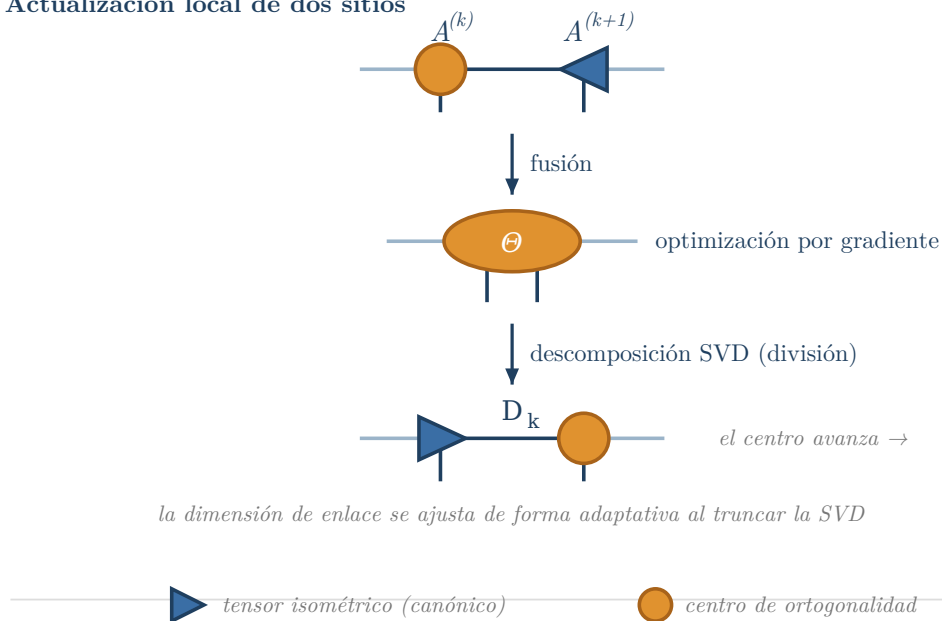 Actualización local de dos sitios
A^(k) A^(k+1)
fusión
Θ optimización por gradiente
descomposición SVD (división)
D_k
el centro avanza →
la dimensión de enlace se ajusta de forma adaptativa al truncar la SVD
tensor isométrico (canónico) centro de ortogonalidad